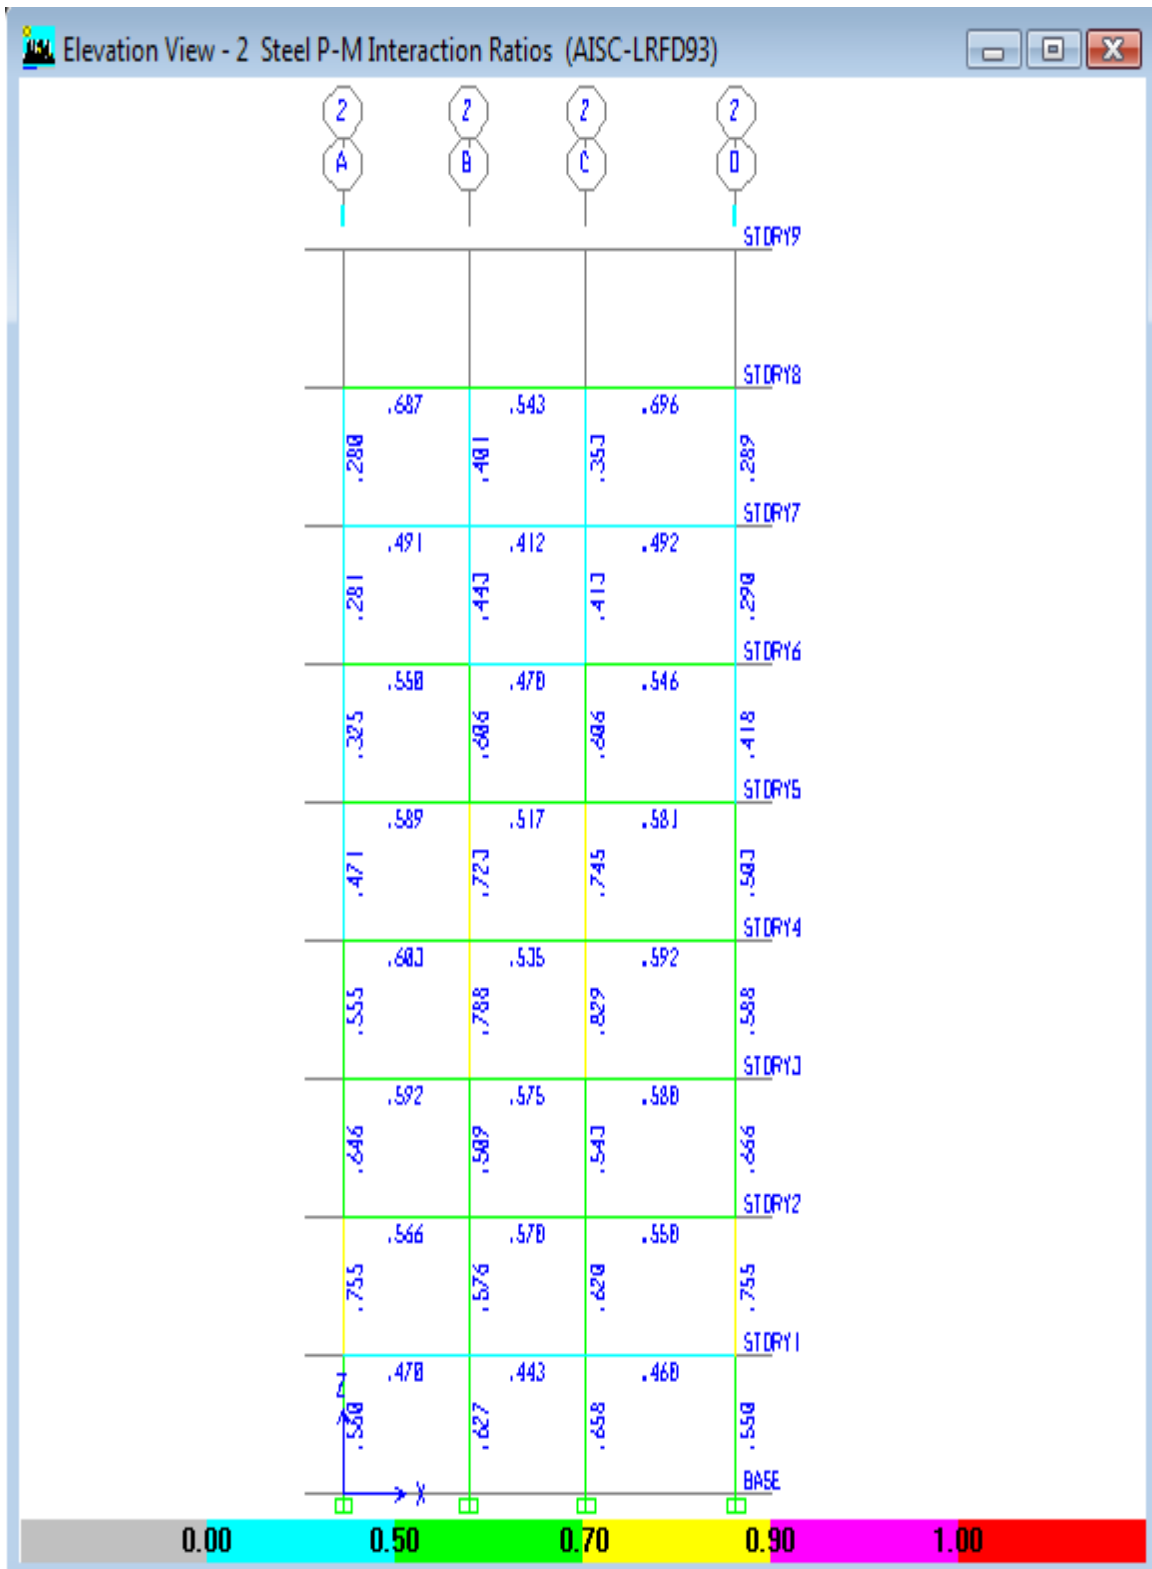 Elevation View - 2 Steel P-M Interaction Ratios (AISC-LRFD93)
2 2 2 2
A B C D
STORY9
STORY8
.687 .543 .696
.280 .401 .353 .289
STORY7
.491 .412 .492
.281 .443 .413 .290
STORY6
.550 .470 .546
.325 .606 .606 .418
STORY5
.589 .517 .581
.471 .723 .745 .503
STORY4
.603 .535 .592
.555 .788 .829 .588
STORY3
.592 .575 .580
.646 .509 .543 .666
STORY2
.566 .570 .550
.755 .576 .620 .755
STORY1
.470 .443 .460
Z
.560 .627 .658 .550
BASE
X
0.00 0.50 0.70 0.90 1.00